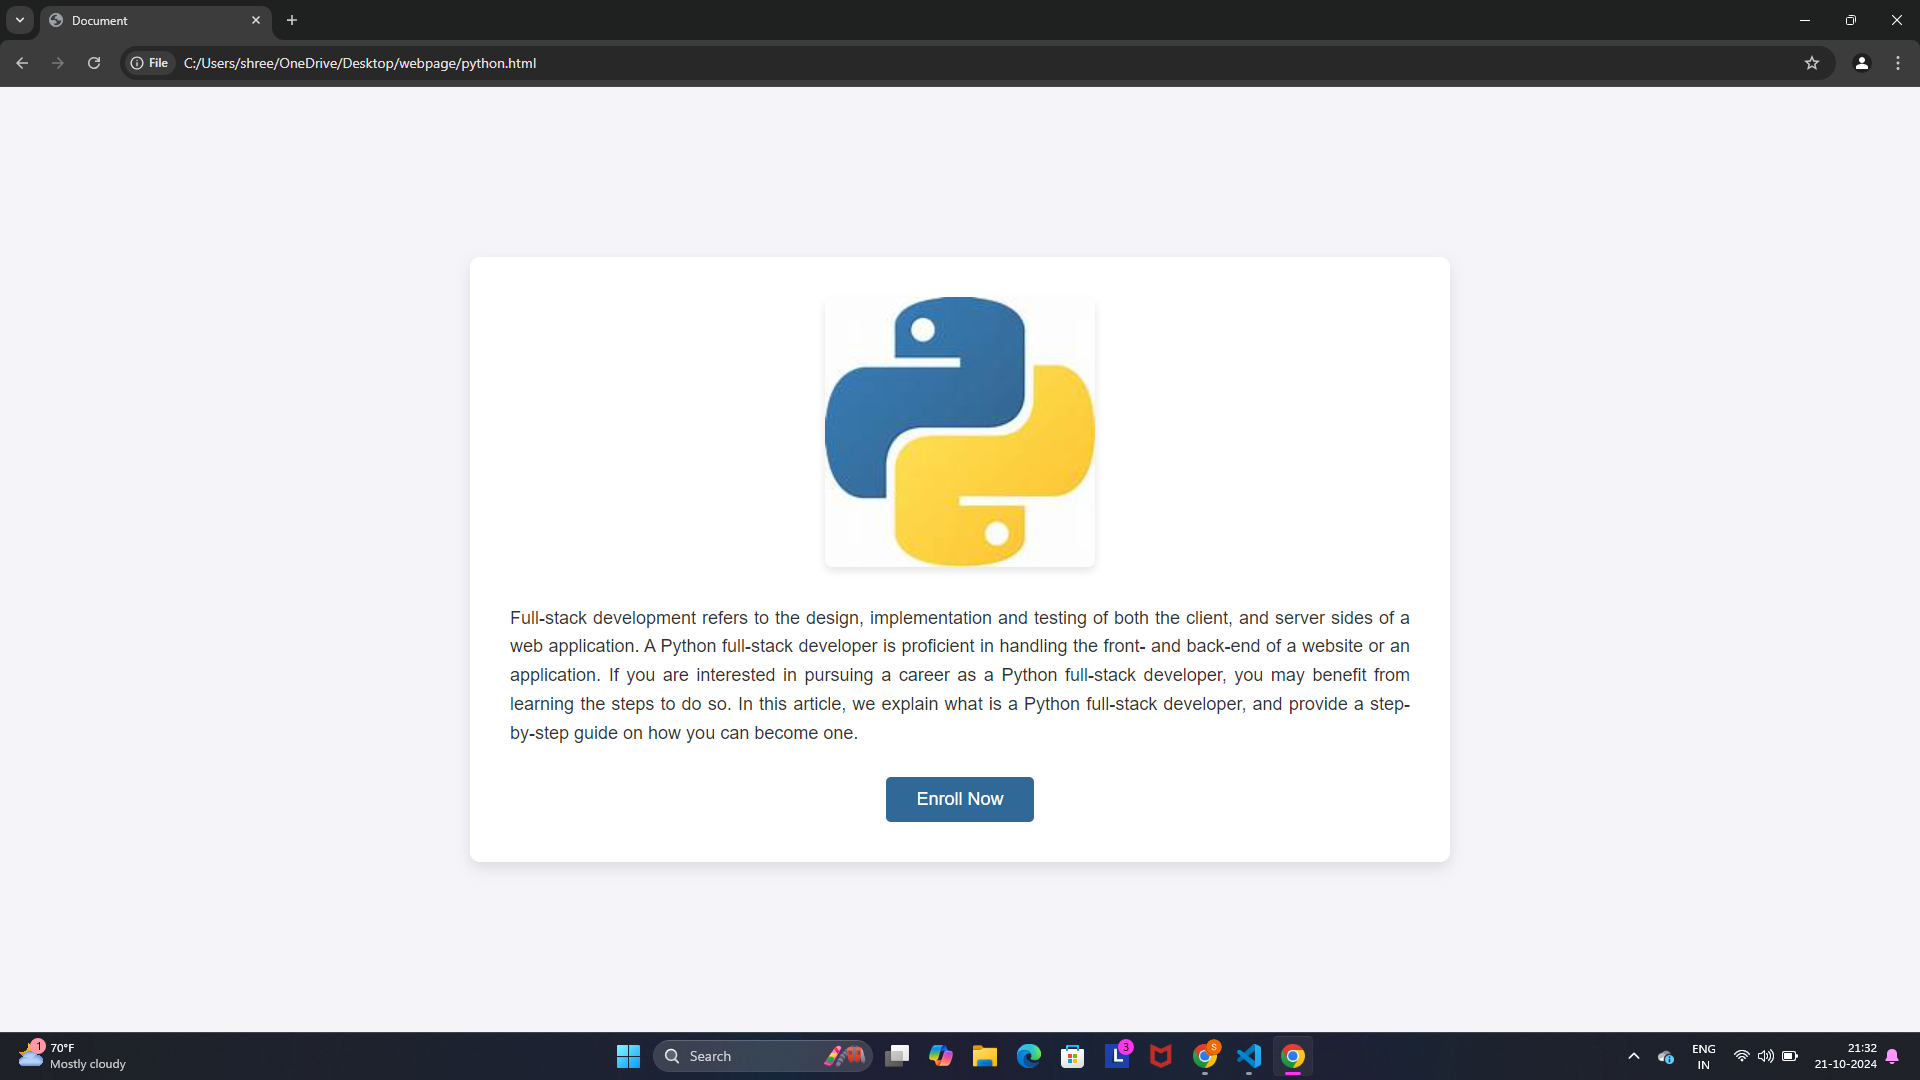 Document
File
C:/Users/shree/OneDrive/Desktop/webpage/python.html
Full-stack development refers to the design, implementation and testing of both the client, and server sides of a
web application. A Python full-stack developer is proficient in handling the front- and back-end of a website or an
application. If you are interested in pursuing a career as a Python full-stack developer, you may benefit from
learning the steps to do so. In this article, we explain what is a Python full-stack developer, and provide a step-
by-step guide on how you can become one.
Enroll Now
1
70°F
Mostly cloudy
Search
L
3
S
ENG
IN
21:32
21-10-2024